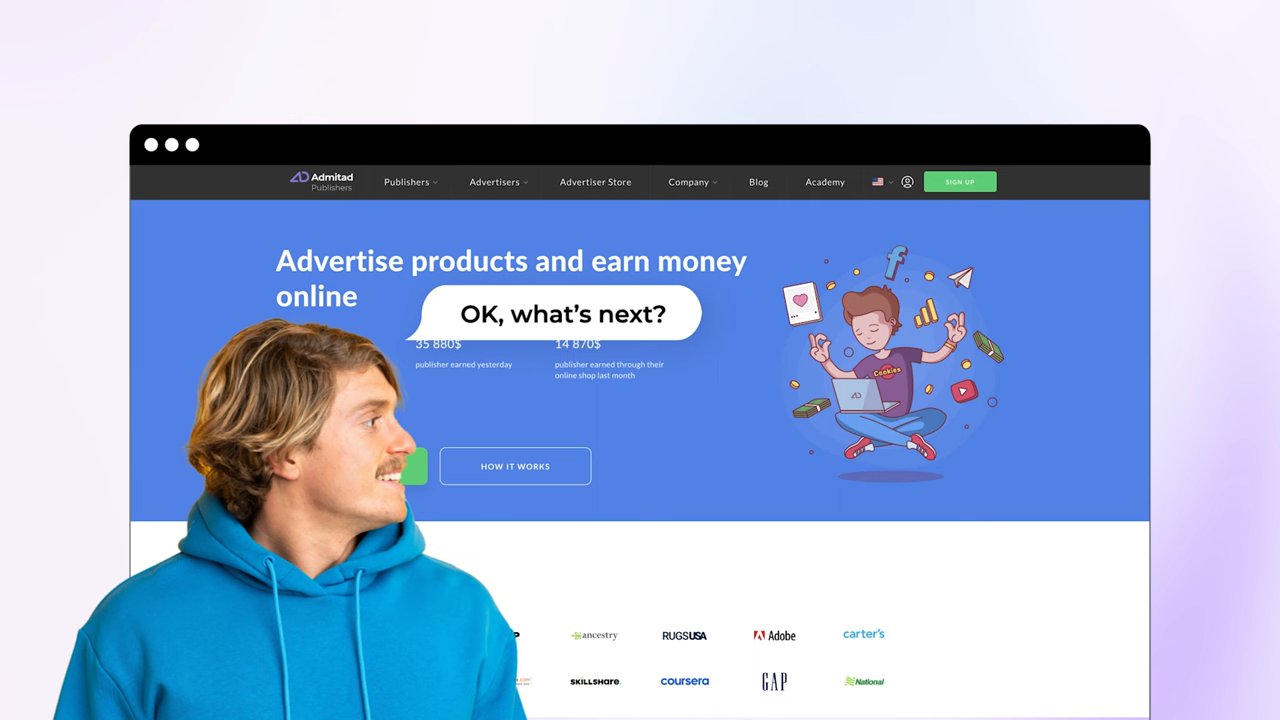 Admitad
Publishers
Publishers
Advertisers
Advertiser Store
Company
Blog
Academy
SIGN UP
Advertise products and earn money
online
OK, what's next?
35 880$
14 870$
publisher earned yesterday
publisher earned through their
online shop last month
Cookies
HOW IT WORKS
ancestry
RUGSUSA
Adobe
carter's
SKILLSHARE.
coursera
GAP
National